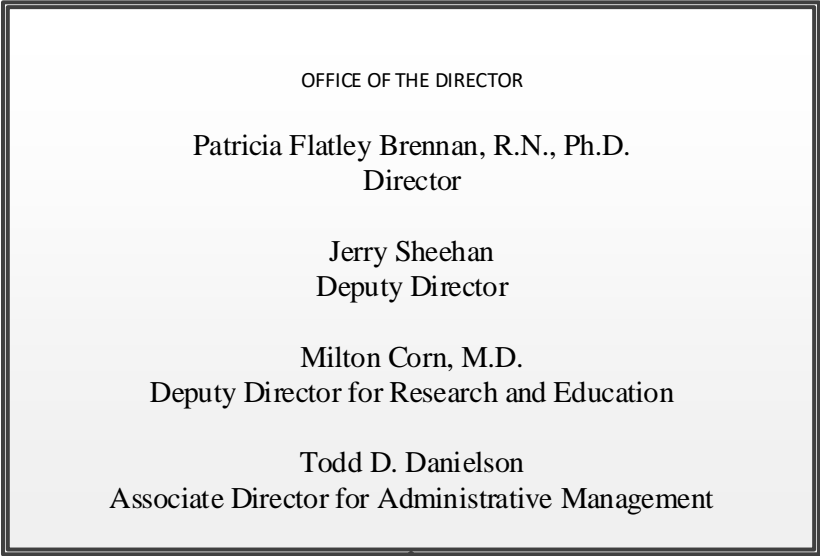 OFFICE OF THE DIRECTOR
Patricia Flatley Brennan, R.N., Ph.D.
Director
Jerry Sheehan
Deputy Director
Milton Corn, M.D.
Deputy Director for Research and Education
Todd D. Danielson
Associate Director for Administrative Management